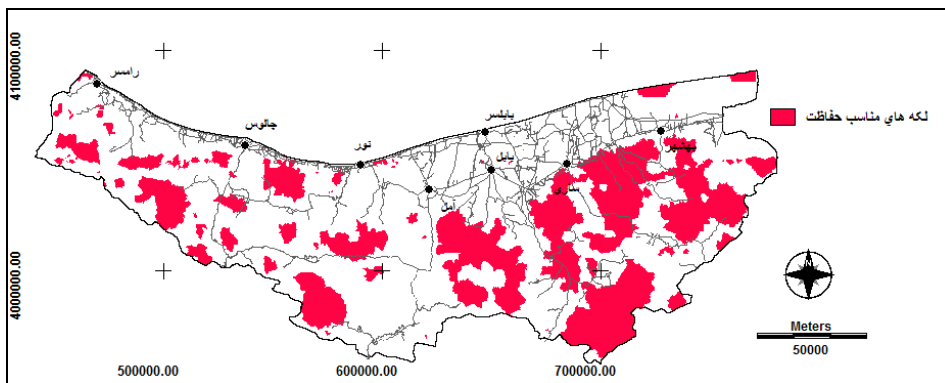 4100000.00
4000000.00
رامسر
چالوس
نور
بابلسر
بابل
آمل
ساری
بهشهر
لكه هاي مناسب حفاظت
Meters
50000
500000.00
600000.00
700000.00